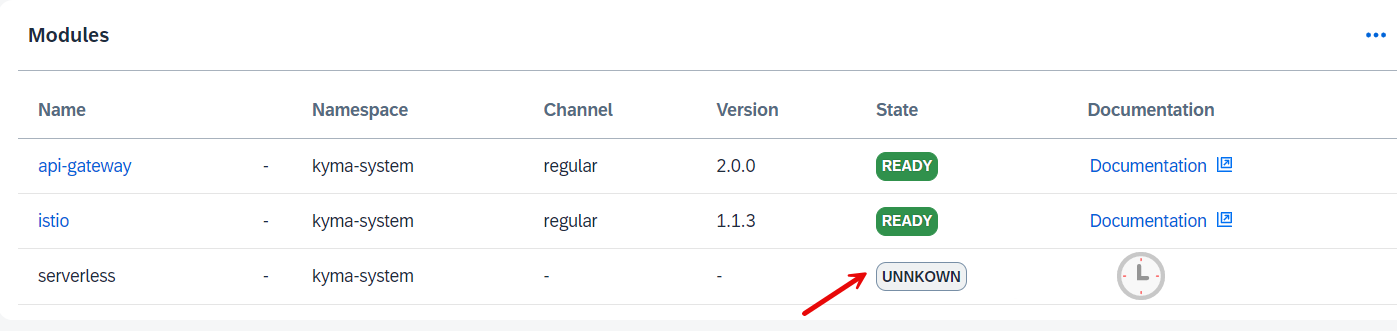 Modules
Name Namespace Channel Version State Documentation
api-gateway - kyma-system regular 2.0.0 READY Documentation
istio - kyma-system regular 1.1.3 READY Documentation
serverless - kyma-system - - UNNKOWN